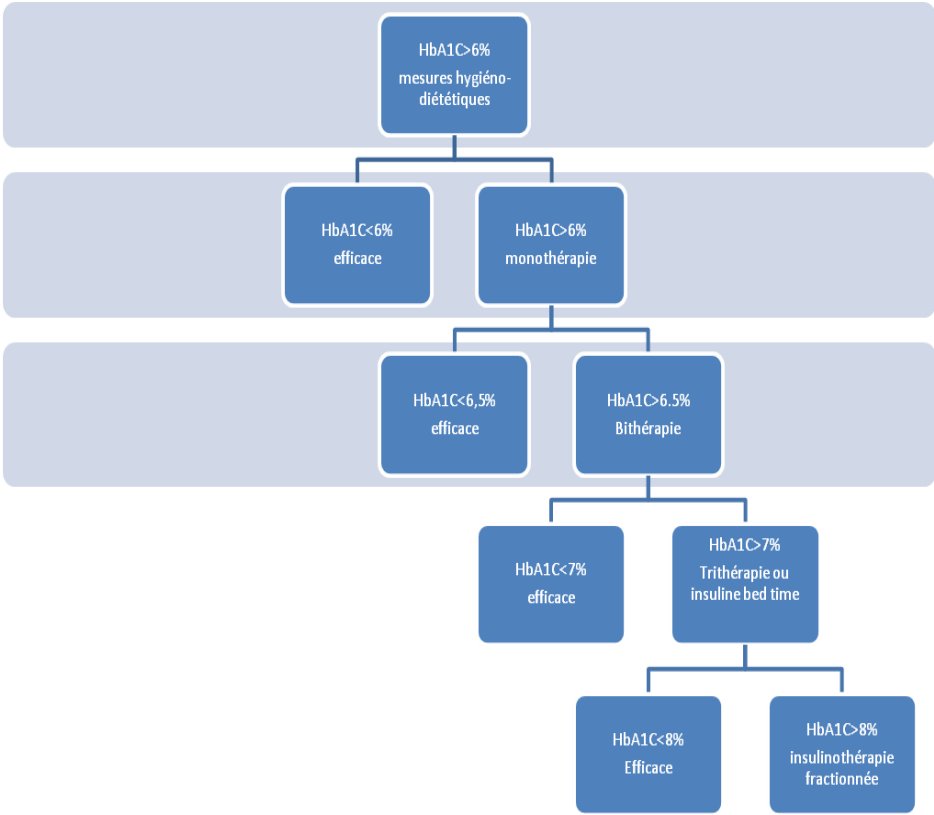 HbA1C>6%
mesures hygiéno-
diététiques
HbA1C<6%
efficace
HbA1C>6%
monothérapie
HbA1C<6,5%
efficace
HbA1C>6.5%
Bithérapie
HbA1C<7%
efficace
HbA1C>7%
Trithérapie ou
insuline bed time
HbA1C<8%
Efficace
HbA1C>8%
insulinothérapie
fractionnée